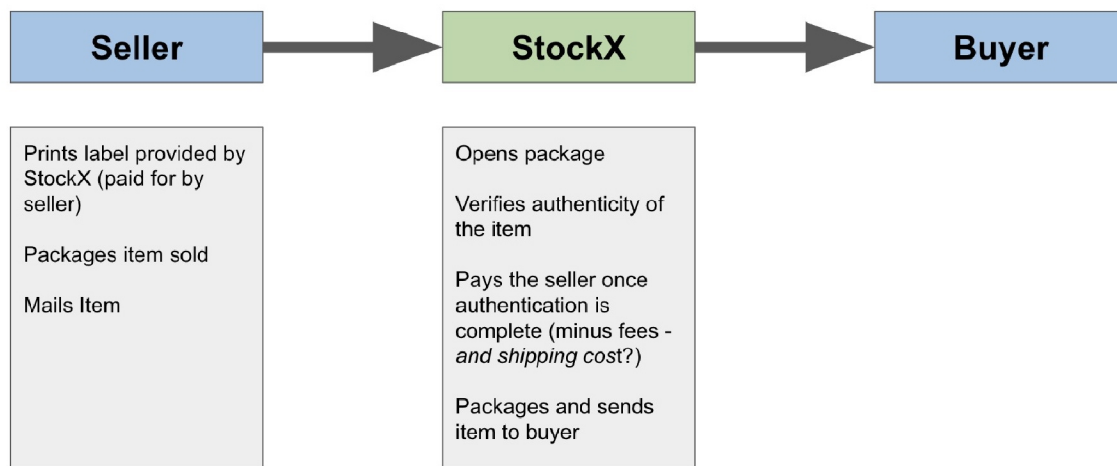 Seller
StockX
Buyer
Prints label provided by
StockX (paid for by
seller)
Packages item sold
Mails Item
Opens package
Verifies authenticity of
the item
Pays the seller once
authentication is
complete (minus fees -
and shipping cost?)
Packages and sends
item to buyer